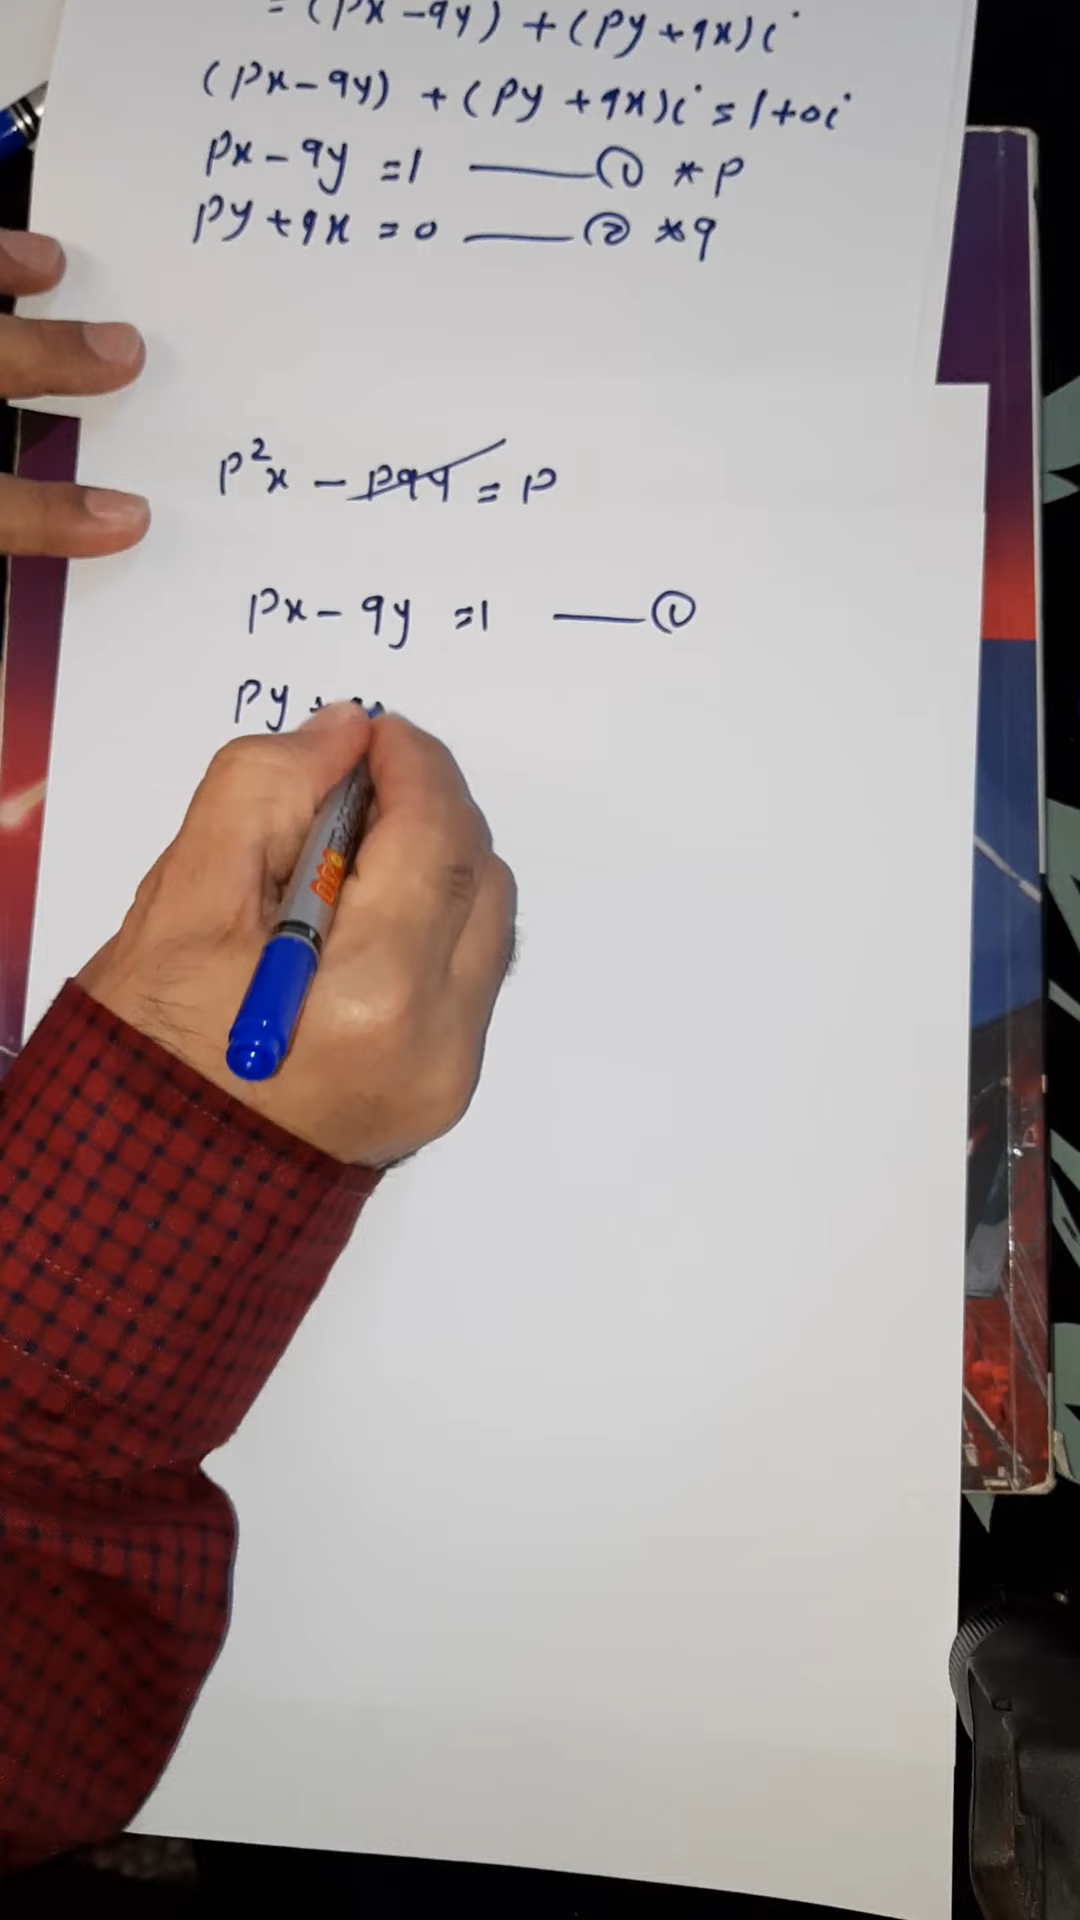 = (px - qy) + (py + qx)i
(px - qy) + (py + qx)i = 1 + 0i
px - qy = 1 —— ① * p
py + qx = 0 —— ② * q
p²x - pqy = p
px - qy = 1 —— ①
py +